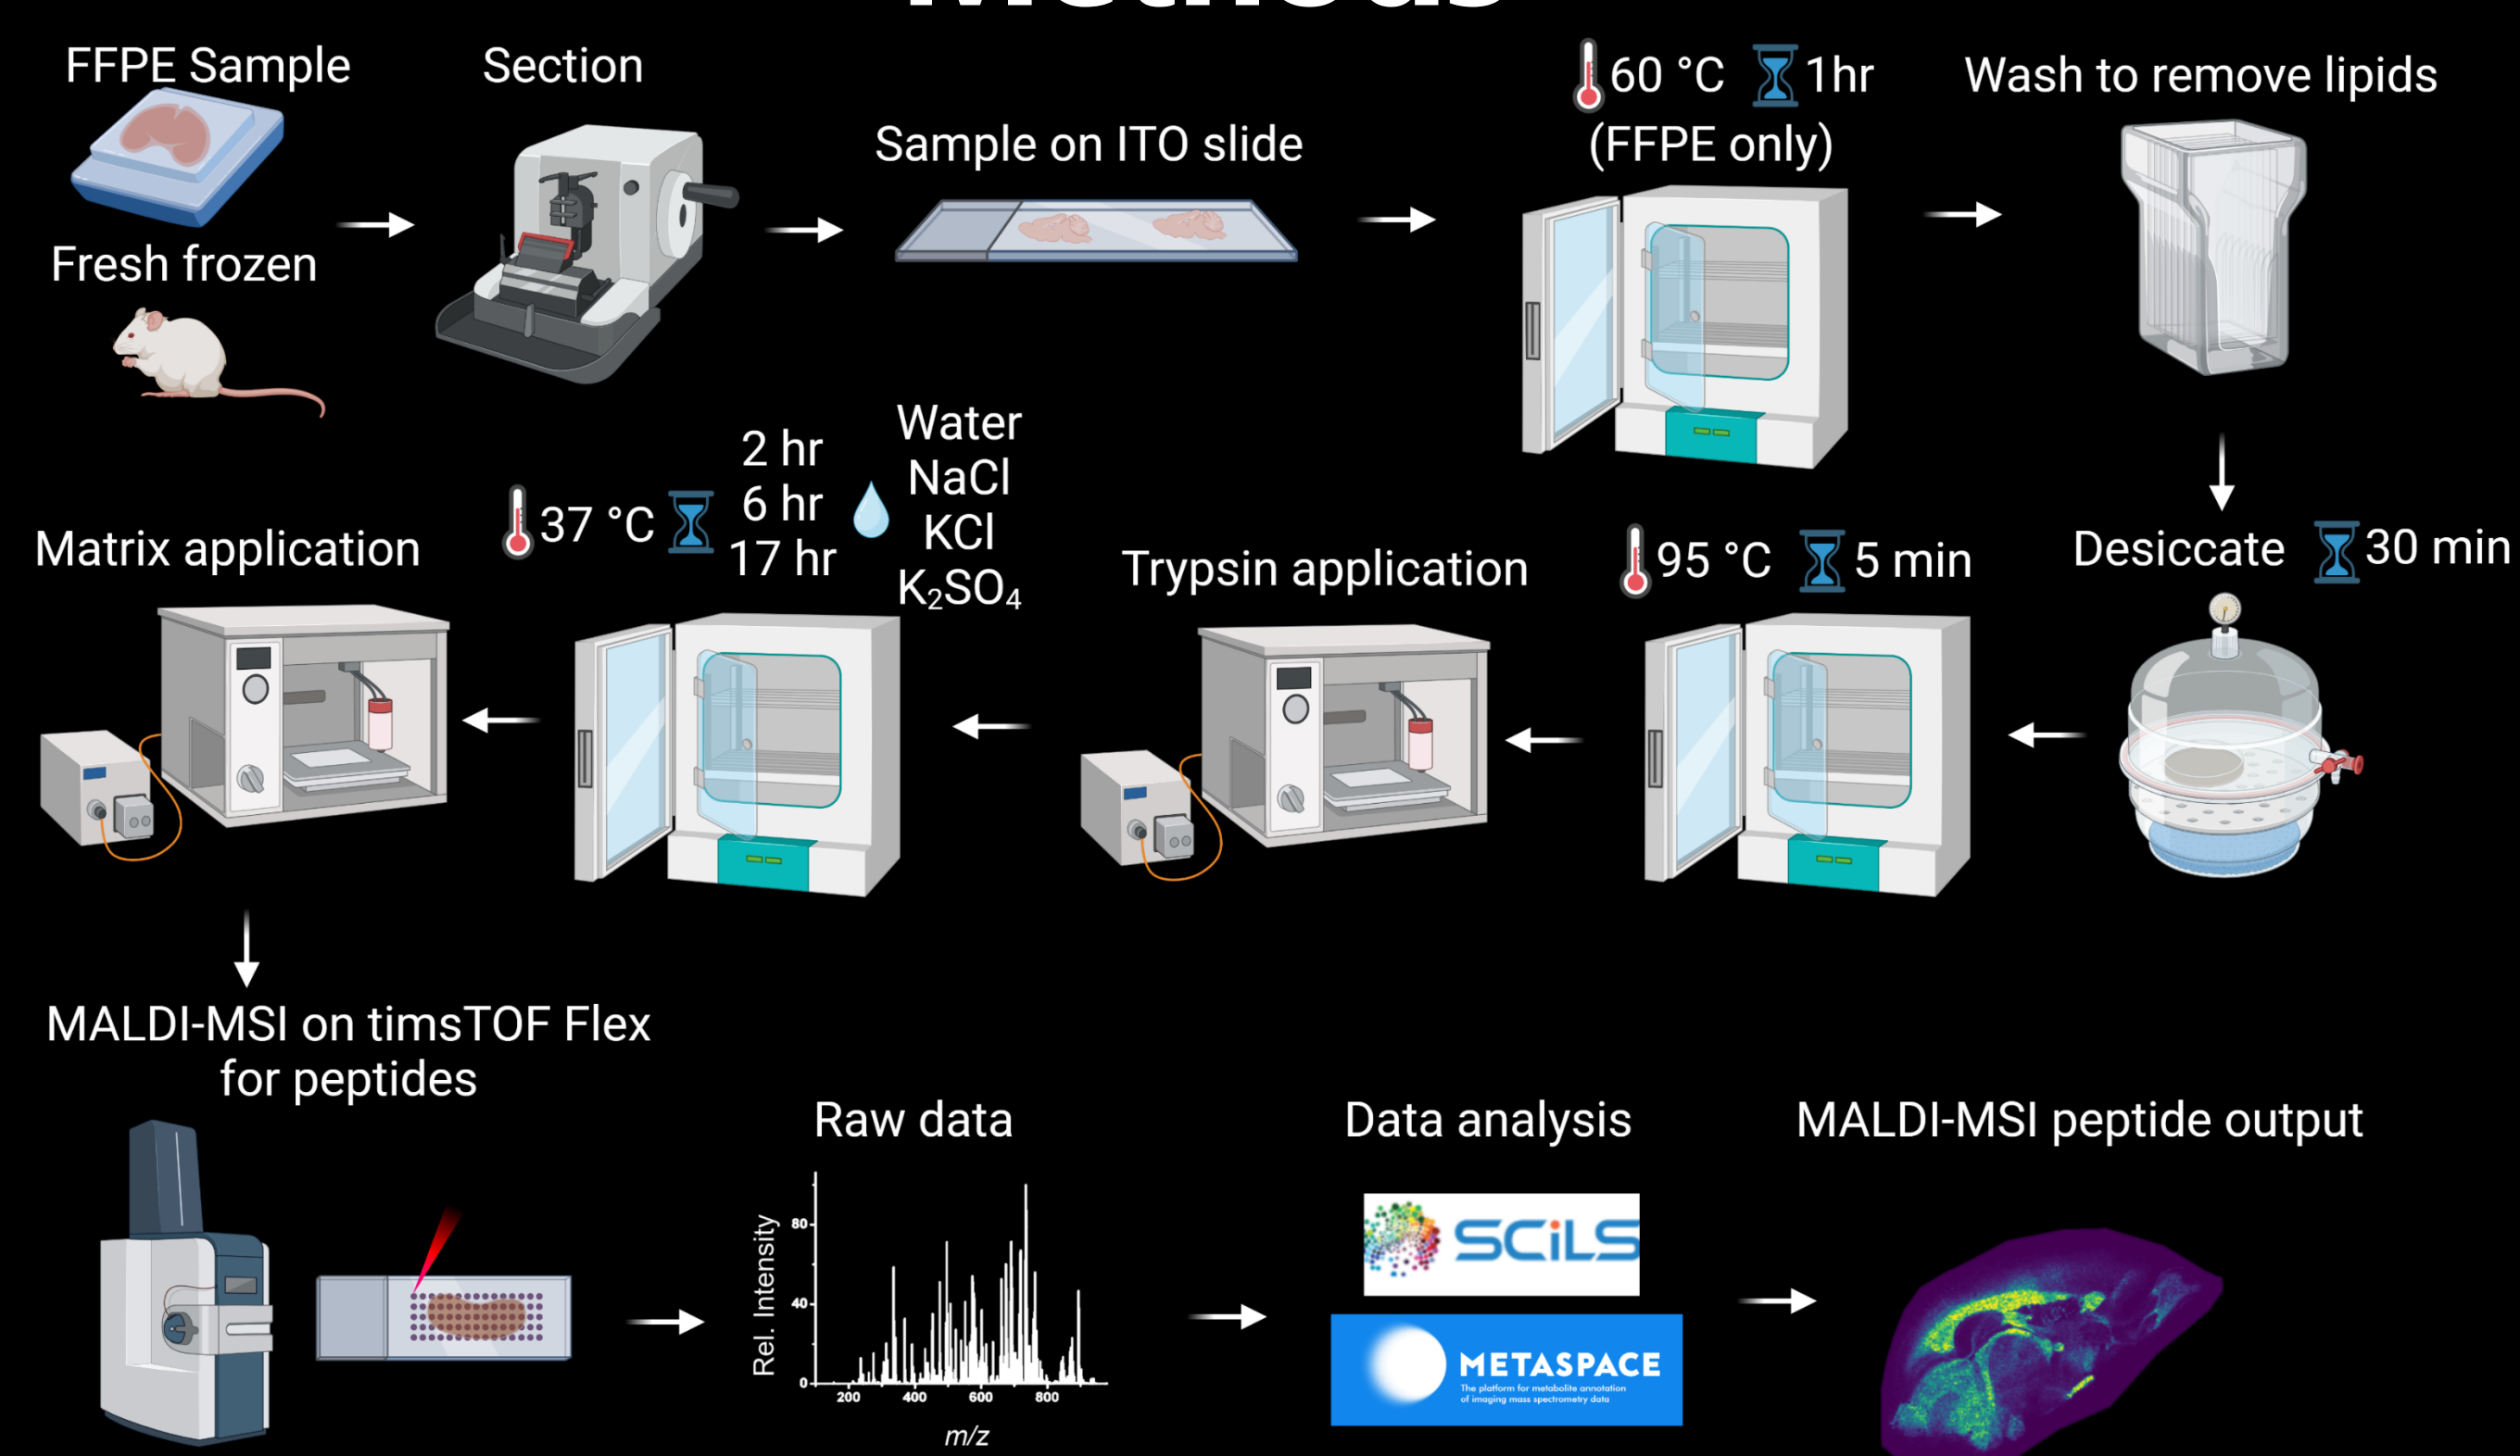 Methods
FFPE Sample
Fresh frozen
Section
Sample on ITO slide
60 °C 1hr
(FFPE only)
Wash to remove lipids
Desiccate 30 min
95 °C 5 min
Trypsin application
37 °C
2 hr
6 hr
17 hr
Water
NaCl
KCl
K₂SO₄
Matrix application
MALDI-MSI on timsTOF Flex
for peptides
Raw data
Rel. Intensity
80
40
0
200 400 600 800
m/z
Data analysis
SCiLS
METASPACE
The platform for metabolite annotation
of imaging mass spectrometry data
MALDI-MSI peptide output